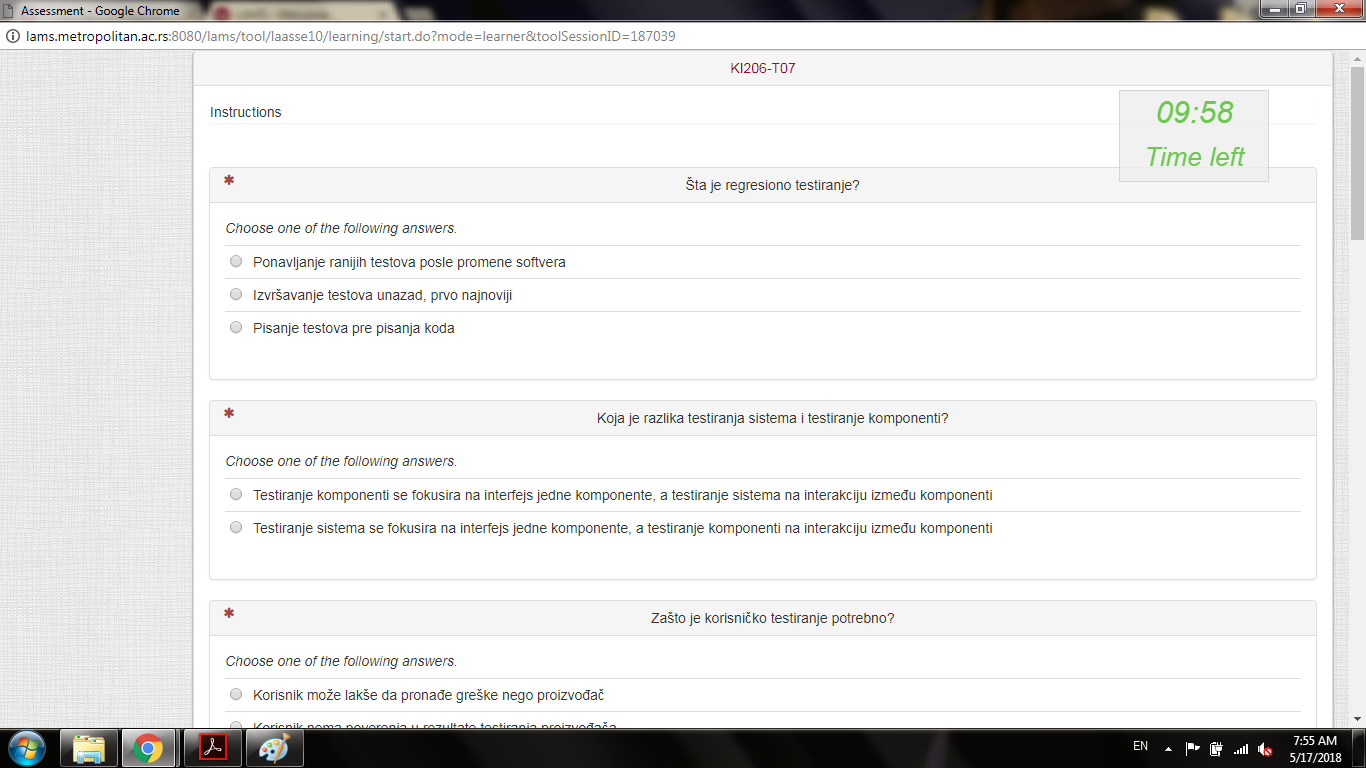 Assessment - Google Chrome
lams.metropolitan.ac.rs:8080/lams/tool/laasse10/learning/start.do?mode=learner&toolSessionID=187039
KI206-T07
Instructions
09:58
Time left
* Šta je regresiono testiranje?
Choose one of the following answers.
Ponavljanje ranijih testova posle promene softvera
Izvršavanje testova unazad, prvo najnoviji
Pisanje testova pre pisanja koda
* Koja je razlika testiranja sistema i testiranje komponenti?
Choose one of the following answers.
Testiranje komponenti se fokusira na interfejs jedne komponente, a testiranje sistema na interakciju između komponenti
Testiranje sistema se fokusira na interfejs jedne komponente, a testiranje komponenti na interakciju između komponenti
* Zašto je korisničko testiranje potrebno?
Choose one of the following answers.
Korisnik može lakše da pronađe greške nego proizvođač
Korisnik nema poverenja u rezultate testiranja proizvođača
EN
7:55 AM
5/17/2018